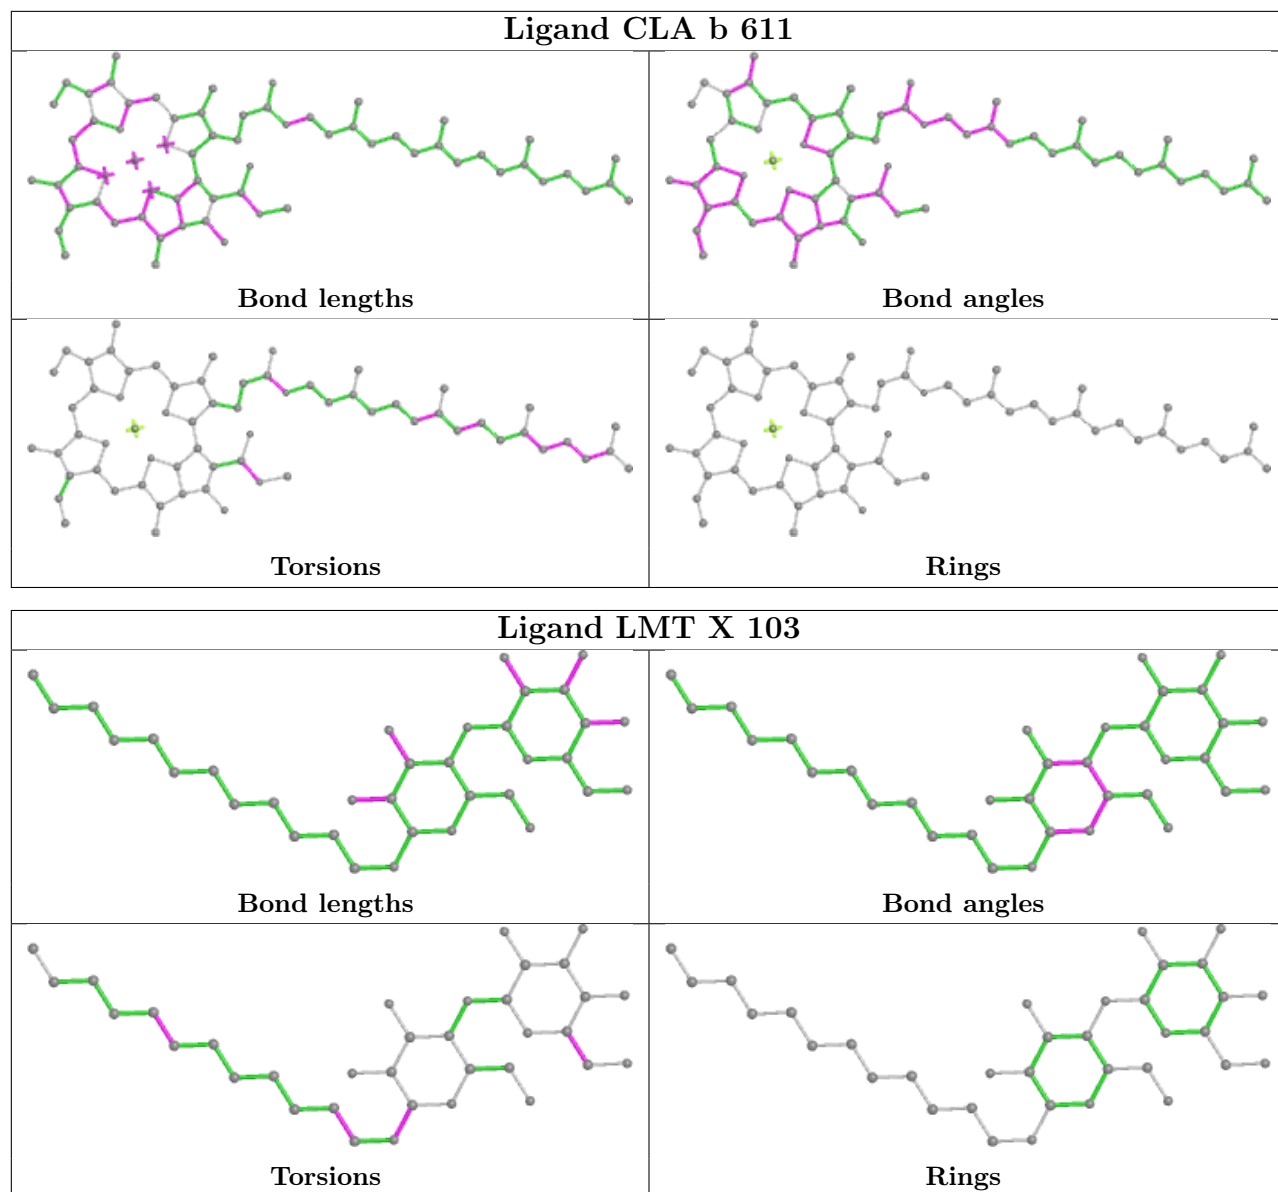 Ligand CLA b 611
Bond lengths
Bond angles
Torsions
Rings
Ligand LMT X 103
Bond lengths
Bond angles
Torsions
Rings